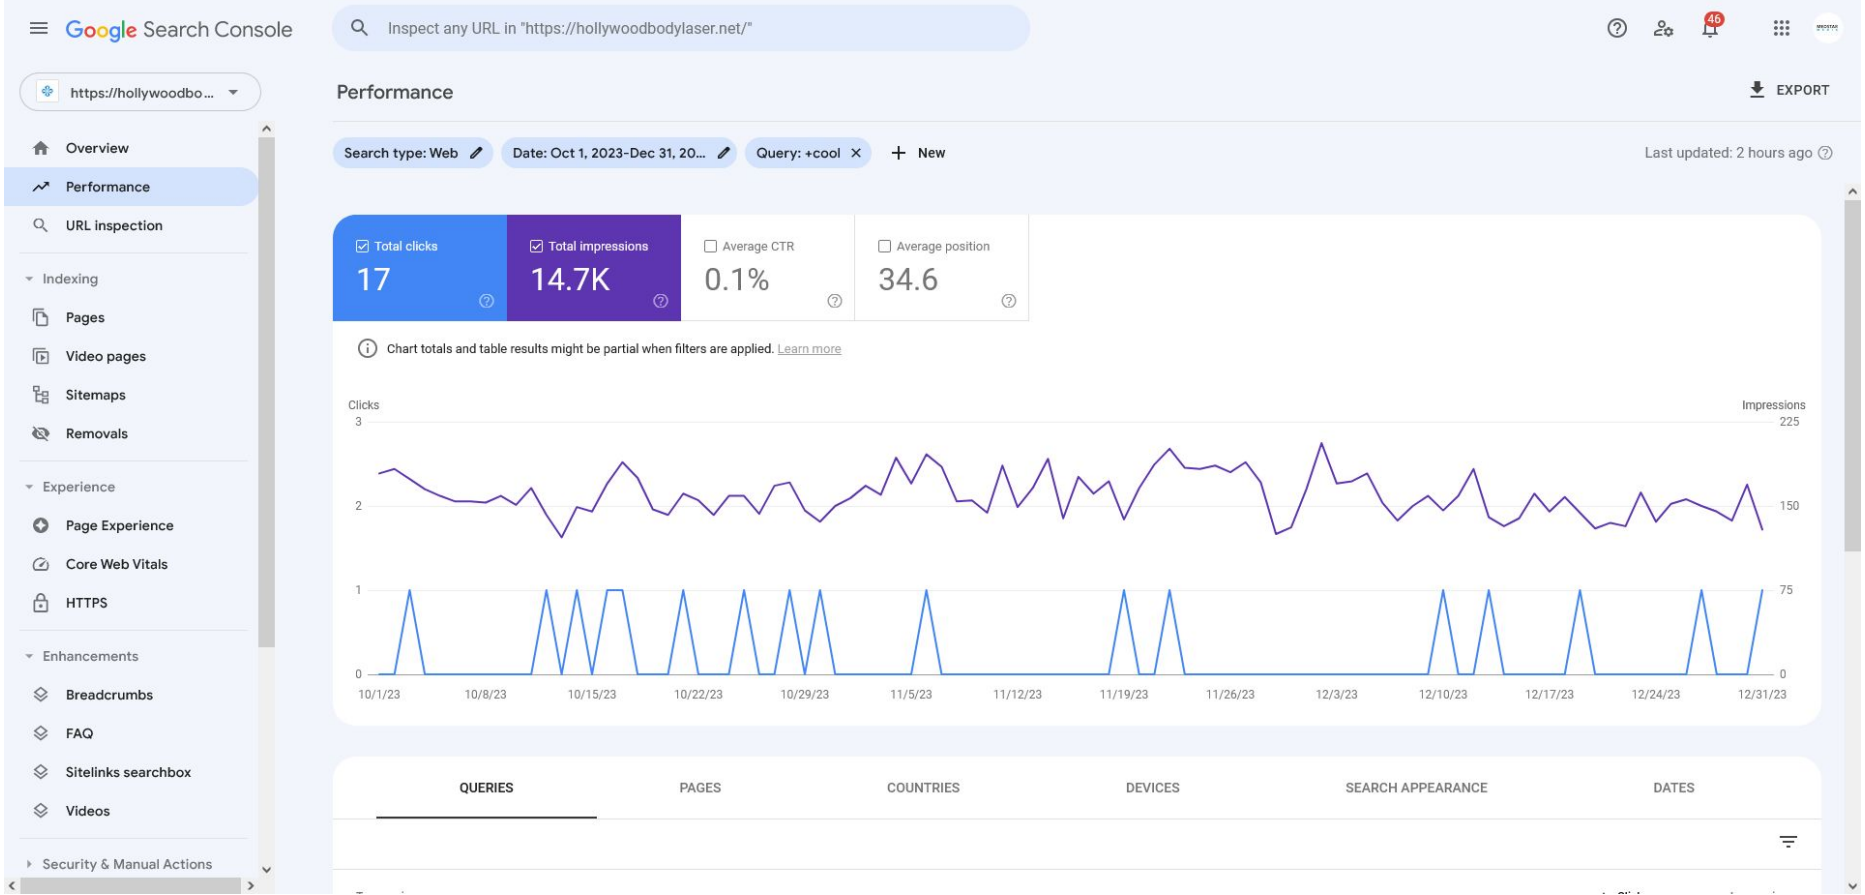 Google Search Console
Inspect any URL in "https://hollywoodbodylaser.net/"
46
https://hollywoodbo...
Performance
EXPORT
Overview
Performance
URL inspection
Indexing
Pages
Video pages
Sitemaps
Removals
Experience
Page Experience
Core Web Vitals
HTTPS
Enhancements
Breadcrumbs
FAQ
Sitelinks searchbox
Videos
Security & Manual Actions
Search type: Web
Date: Oct 1, 2023-Dec 31, 20...
Query: +cool
New
Last updated: 2 hours ago
Total clicks
17
Total impressions
14.7K
Average CTR
0.1%
Average position
34.6
Chart totals and table results might be partial when filters are applied. Learn more
Clicks
Impressions
3
225
2
150
1
75
0
0
10/1/23 10/8/23 10/15/23 10/22/23 10/29/23 11/5/23 11/12/23 11/19/23 11/26/23 12/3/23 12/10/23 12/17/23 12/24/23 12/31/23
QUERIES PAGES COUNTRIES DEVICES SEARCH APPEARANCE DATES